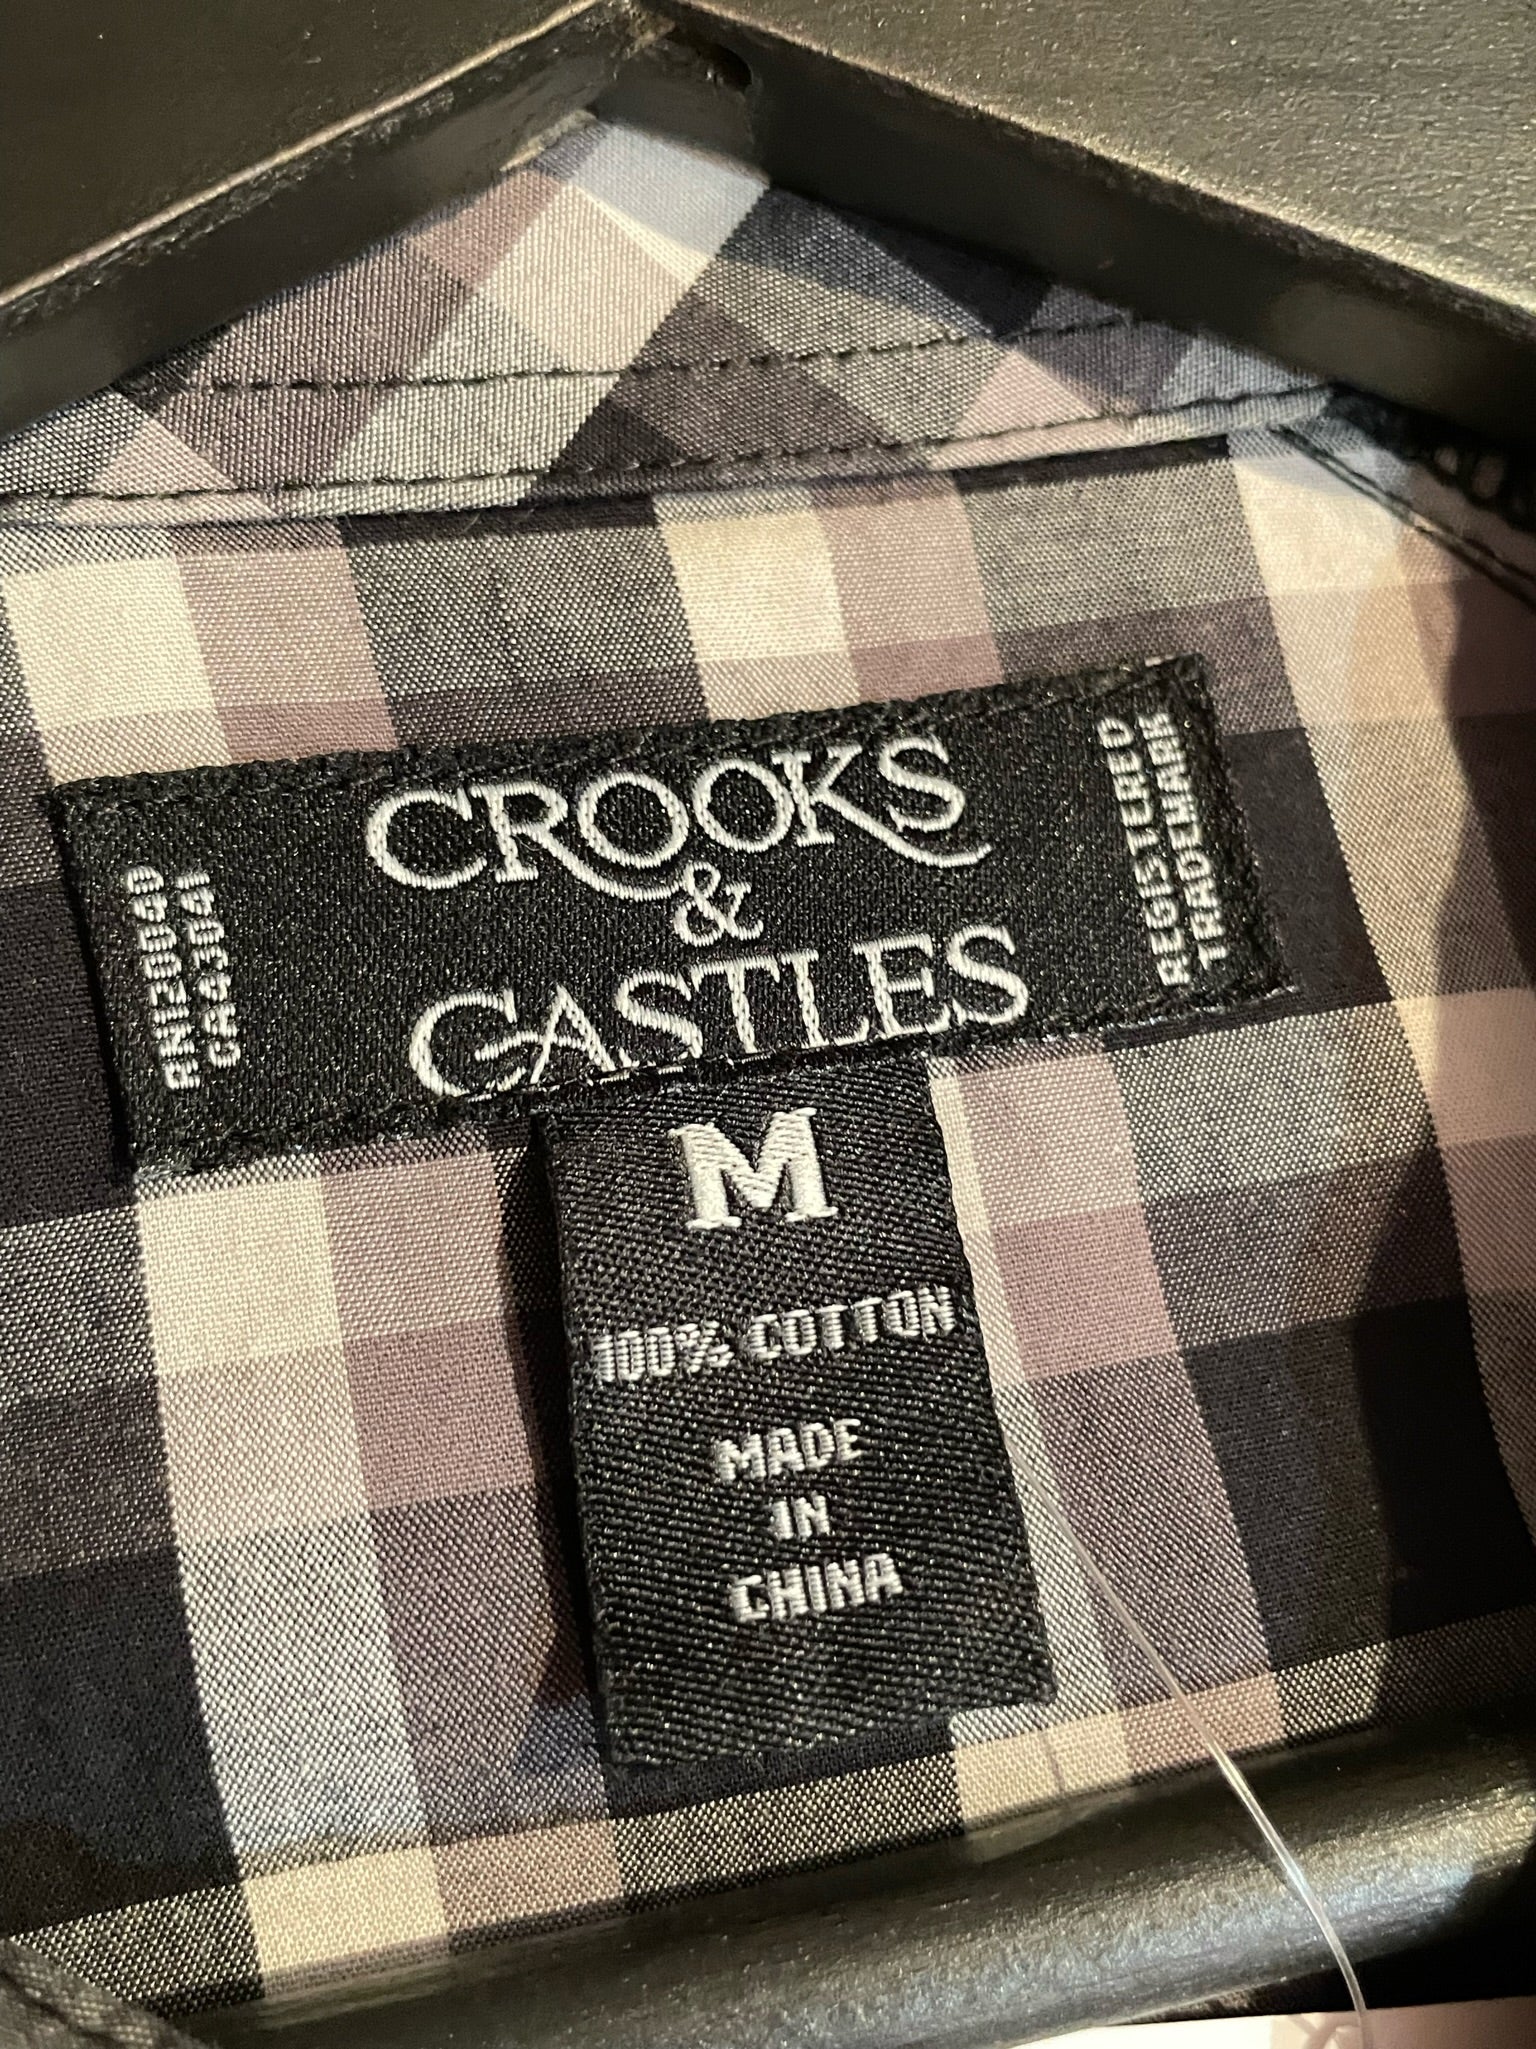 CROOKS
&
CASTLES
REGISTERED
TRADEMARK
M
100% COTTON
MADE
IN
CHINA